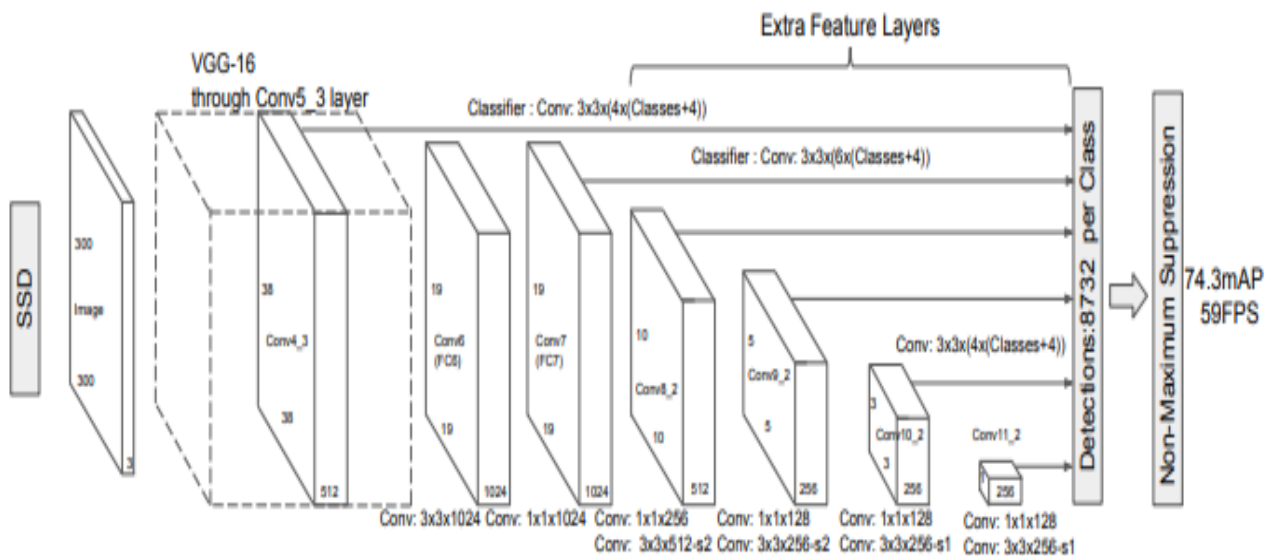 Extra Feature Layers
VGG-16
through Conv5_3 layer
Classifier : Conv: 3x3x(4x(Classes+4))
Classifier : Conv: 3x3x(6x(Classes+4))
SSD
300
Image
300
3
38
Conv4_3
38
512
19
Conv6
(FC6)
19
1024
19
Conv7
(FC7)
19
1024
10
Conv8_2
10
512
5
Conv9_2
5
256
Conv: 3x3x(4x(Classes+4))
3
Conv10_2
3
256
Conv11_2
1
256
Detections:8732 per Class
Non-Maximum Suppression
74.3mAP
59FPS
Conv: 3x3x1024
Conv: 1x1x1024
Conv: 1x1x256
Conv: 3x3x512-s2
Conv: 1x1x128
Conv: 3x3x256-s2
Conv: 1x1x128
Conv: 3x3x256-s1
Conv: 1x1x128
Conv: 3x3x256-s1